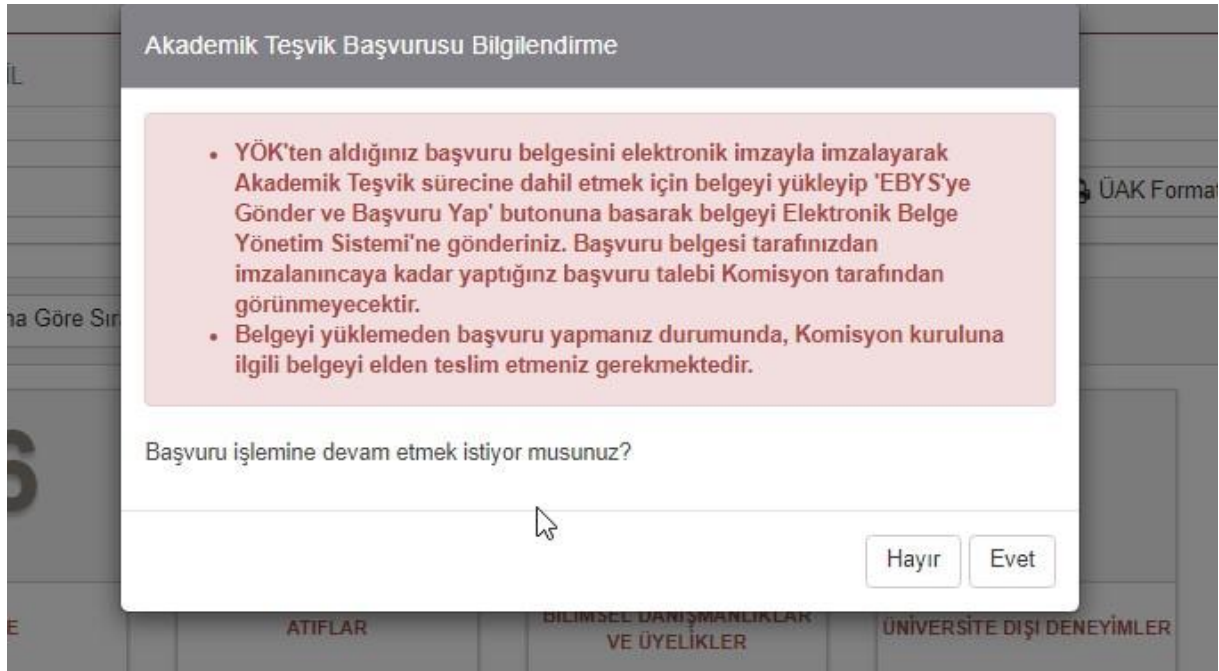 Akademik Teşvik Başvurusu Bilgilendirme
İL
• YÖK'ten aldığınız başvuru belgesini elektronik imzayla imzalayarak
Akademik Teşvik sürecine dahil etmek için belgeyi yükleyip 'EBYS'ye
Gönder ve Başvuru Yap' butonuna basarak belgeyi Elektronik Belge
Yönetim Sistemi'ne gönderiniz. Başvuru belgesi tarafınızdan
imzalanıncaya kadar yaptığınz başvuru talebi Komisyon tarafından
görünmeyecektir.
• Belgeyi yüklemeden başvuru yapmanız durumunda, Komisyon kuruluna
ilgili belgeyi elden teslim etmeniz gerekmektedir.
ÜAK Format
na Göre Sır
6
Başvuru işlemine devam etmek istiyor musunuz?
Hayır Evet
E
ATIFLAR
BİLİMSEL DANIŞMANLIKLAR
VE ÜYELİKLER
ÜNİVERSİTE DIŞI DENEYİMLER